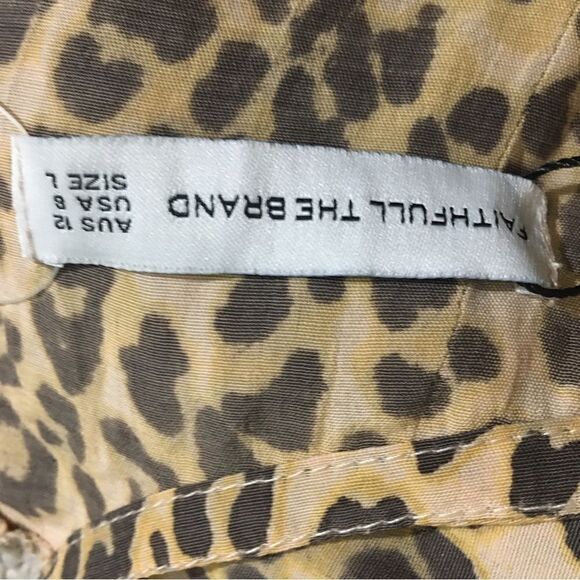 FAITHFULL THE BRAND
AUS 12
USA 8
SIZE L